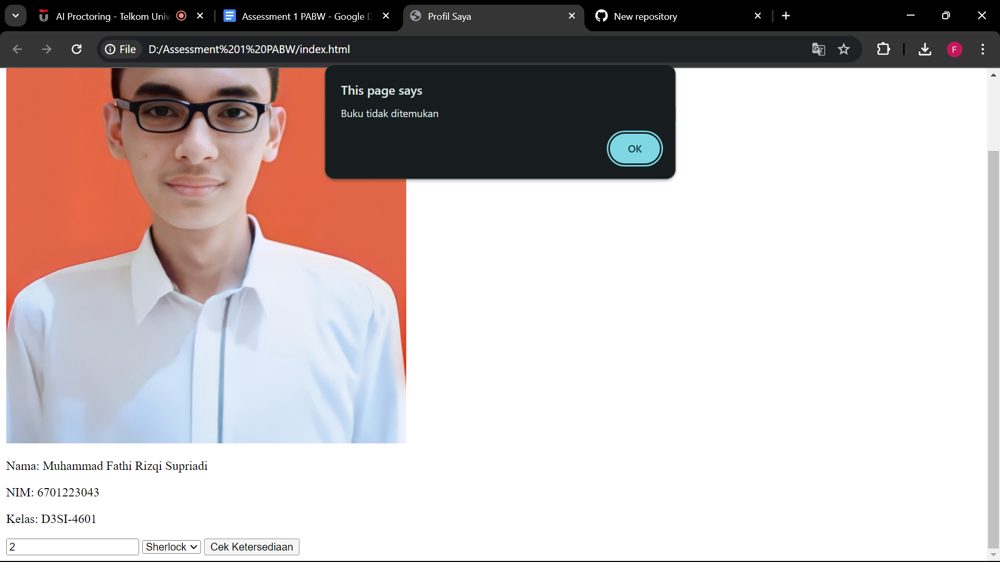 AI Proctoring - Telkom Univ
Assessment 1 PABW - Google D
Profil Saya
New repository
File
D:/Assessment%201%20PABW/index.html
F
This page says
Buku tidak ditemukan
OK
Nama: Muhammad Fathi Rizqi Supriadi
NIM: 6701223043
Kelas: D3SI-4601
2
Sherlock
Cek Ketersediaan